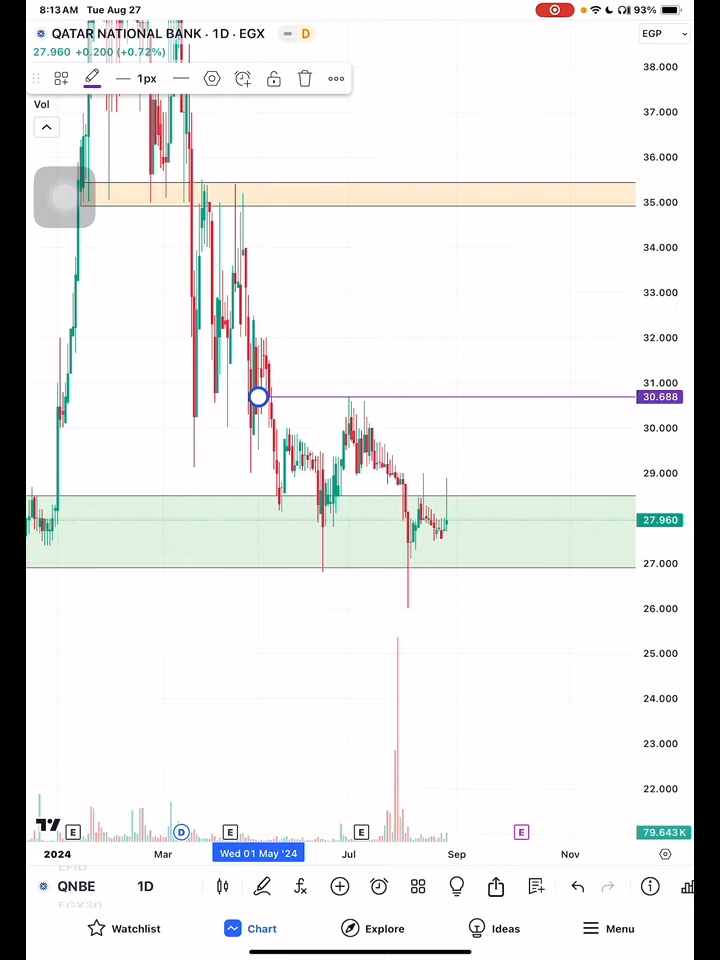 8:13 AM Tue Aug 27 93%
QATAR NATIONAL BANK · 1D · EGX D EGP
27.960 +0.200 (+0.72%)
38.000
1px
Vol
37.000
36.000
35.000
34.000
33.000
32.000
31.000
30.688
30.000
29.000
27.960
27.000
26.000
25.000
24.000
23.000
22.000
E D E E E 79.643K
2024 Mar Wed 01 May '24 Jul Sep Nov
EFID
QNBE 1D
EGX30
Watchlist Chart Explore Ideas Menu